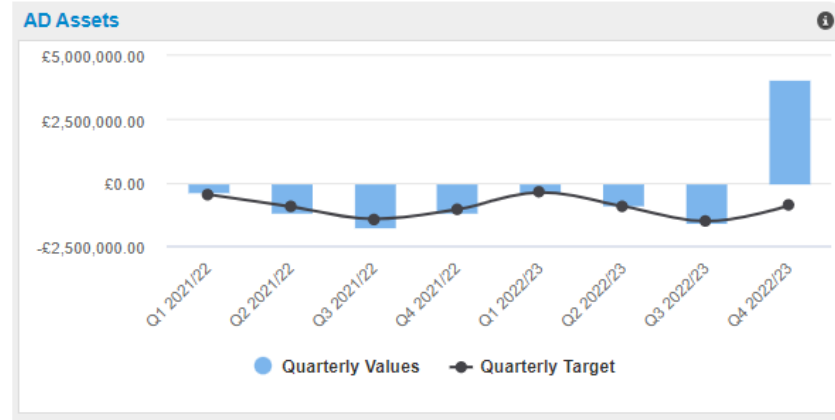 AD Assets
£5,000,000.00
£2,500,000.00
£0.00
-£2,500,000.00
Q1 2021/22
Q2 2021/22
Q3 2021/22
Q4 2021/22
Q1 2022/23
Q2 2022/23
Q3 2022/23
Q4 2022/23
Quarterly Values
Quarterly Target